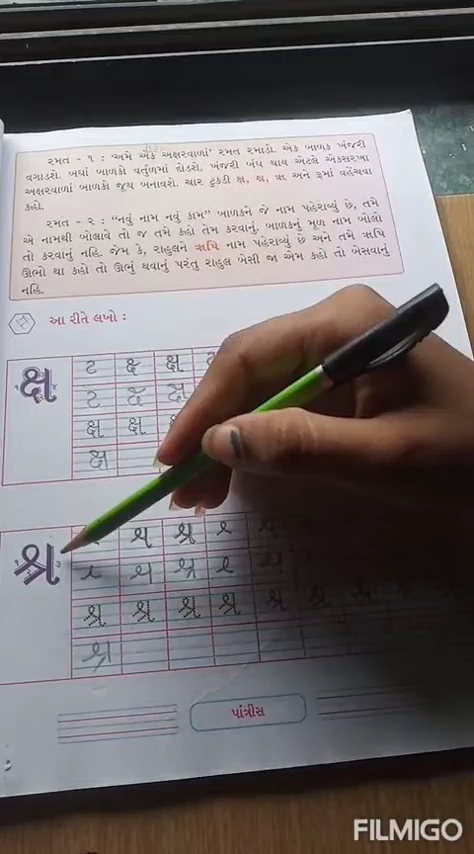 રમત - ૧ : 'અમે એક અક્ષરવાળાં' રમત રમાડો. એક બાળક ખંજરી
વગાડશે. બધાં બાળકો વર્તુળમાં દોડશે. ખંજરી બંધ થાય એટલે એકસરખા
અક્ષરવાળાં બાળકો જૂથ બનાવશે. ચાર ટુકડી ક્ષ, શ્ર, ઋ અને રૂમાં વહેંચવા
કહો.
રમત - ૨ : "નવું નામ નવું કામ" બાળકને જે નામ પહેરાવ્યું છે, તમે
એ નામથી બોલાવે તો જ તમે કહો તેમ કરવાનું. બાળકનું મૂળ નામ બોલો
તો કરવાનું નહિ. જેમ કે, રાહુલને ઋષિ નામ પહેરાવ્યું છે અને તમે ઋષિ
ઊભો થા કહો તો ઊભું થવાનું પરંતુ રાહુલ બેસી જા એમ કહો તો બેસવાનું
નહિ.
આ રીતે લખો :
ક્ષ
ક્ષ
ક્ષ ક્ષ
ક્ષ
શ્ર
શ્ર
શ્ર
શ્ર શ્ર શ્ર શ્ર શ્ર
શ્ર
પાંત્રીસ
FILMIGO